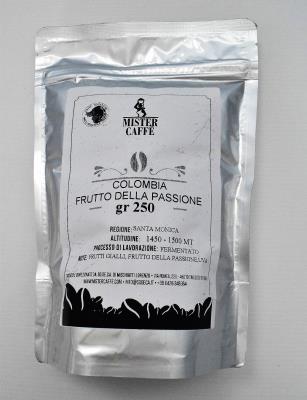 MISTER
CAFFÈ
COLOMBIA
FRUTTO DELLA PASSIONE
gr 250
REGIONE: SANTA MONICA
ALTITUDINE: 1450 - 1500 MT
PROCESSO DI LAVORAZIONE: FERMENTATO
NOTE: FRUTTI GIALLI, FRUTTO DELLA PASSIONE, UVA